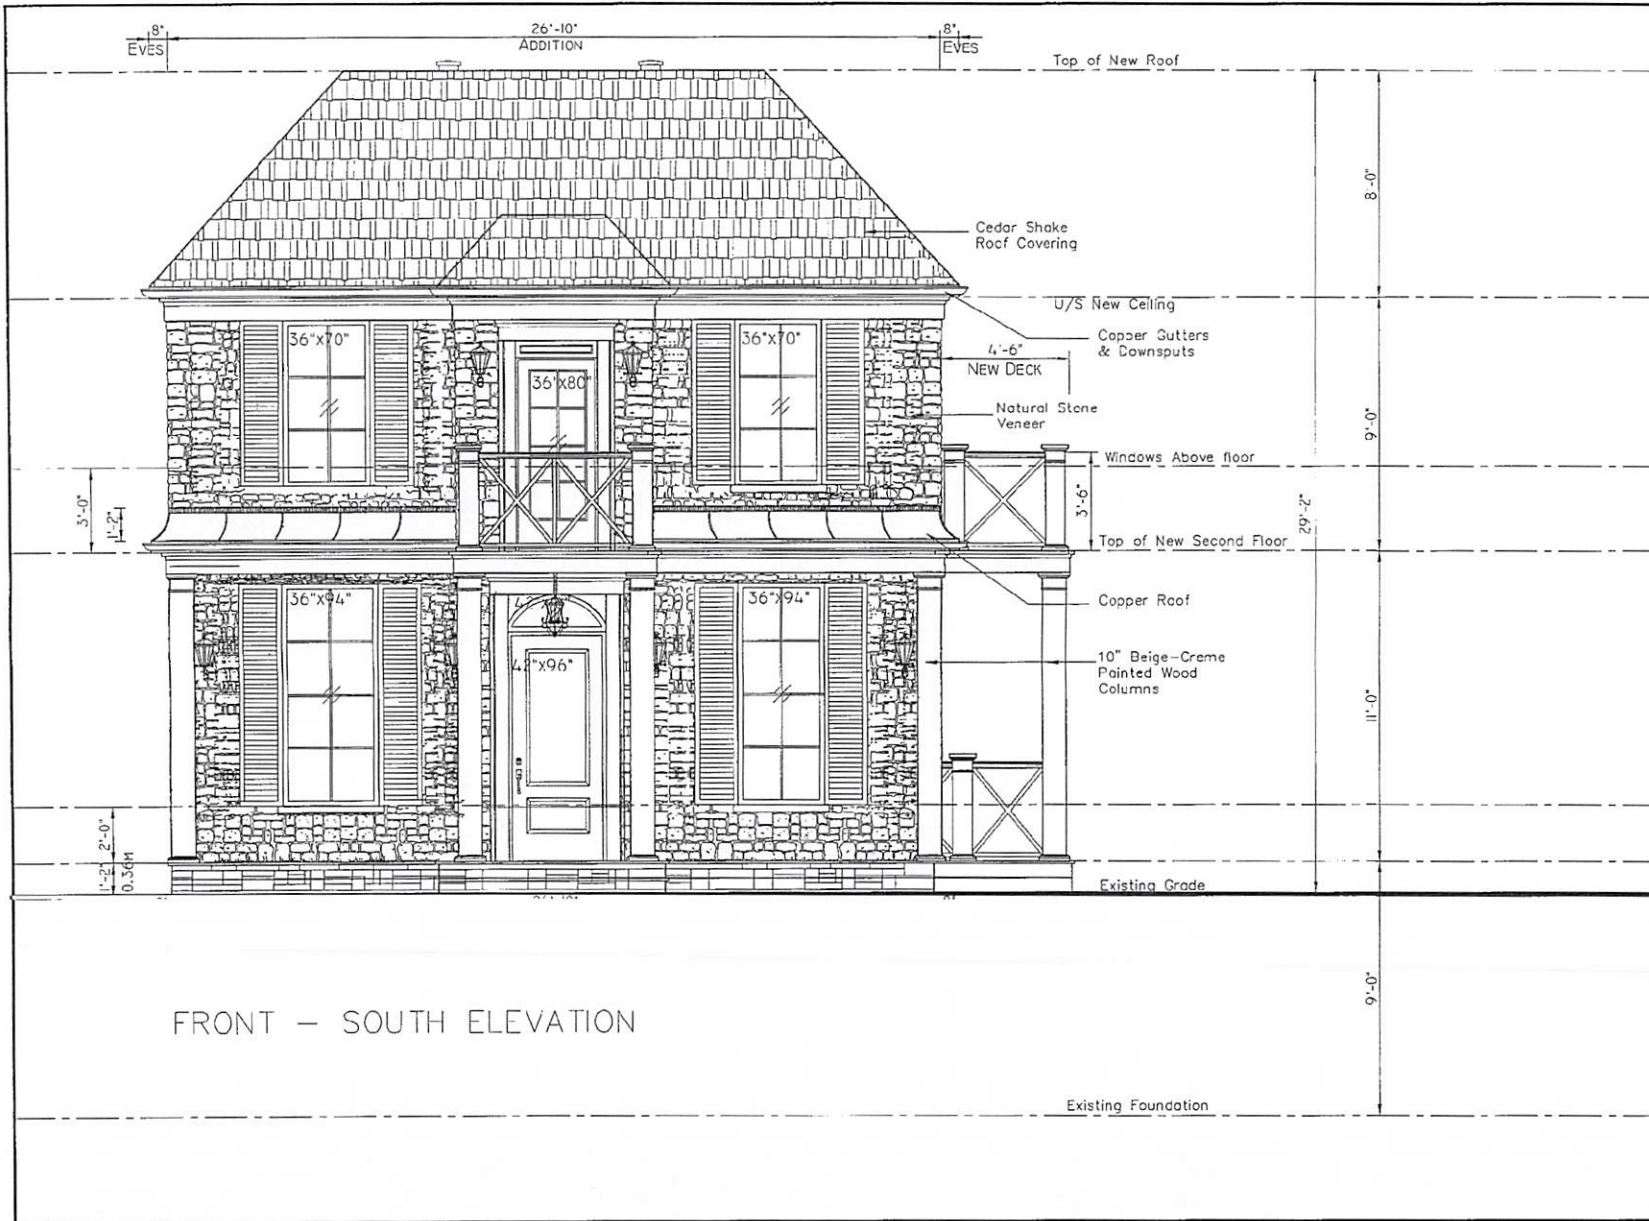 8" 26'-10" 8"
EVES ADDITION EVES
Top of New Roof
8'-0"
Cedar Shake
Roof Covering
U/S New Ceiling
Copper Gutters
& Downsputs
36"x70" 36"x70"
4'-6"
NEW DECK
36"x80"
Natural Stone
Veneer
9'-0"
Windows Above floor
3'-0"
1'-2"
3'-6"
29'-2"
Top of New Second Floor
36"x94" 36"x94"
Copper Roof
42"x96"
10" Beige-Creme
Painted Wood
Columns
11'-0"
2'-0"
1'-2"
0.36M
Existing Grade
9'-0"
FRONT - SOUTH ELEVATION
Existing Foundation